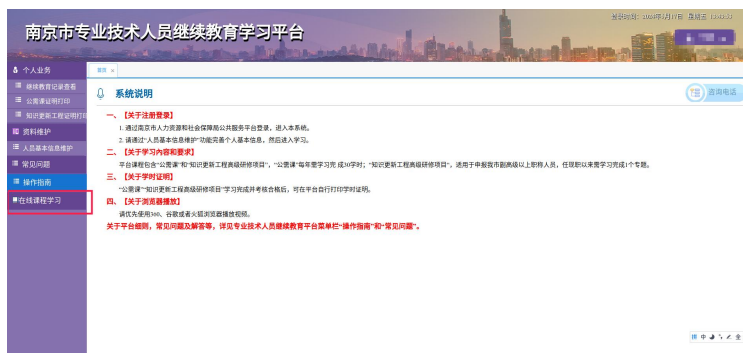 南京市专业技术人员继续教育学习平台
个人业务
继续教育记录查看
公需课证明打印
知识更新工程证明打印
资料维护
人员基本信息维护
常见问题
操作指南
在线课程学习
首页 ×
系统说明
咨询电话
一、【关于注册登录】
1. 通过南京市人力资源和社会保障局公共服务平台登录，进入本系统。
2. 请通过“人员基本信息维护”功能完善个人基本信息，然后进入学习。
二、【关于学习内容和要求】
平台课程包含“公需课”和“知识更新工程高级研修项目”，“公需课”每年需学习完 成30学时；“知识更新工程高级研修项目”，适用于申报我市副高级以上职称人员，任现职以来需学习完成1个专题。
三、【关于学时证明】
“公需课”“知识更新工程高级研修项目”学习完成并考核合格后，可在平台自行打印学时证明。
四、【关于浏览器播放】
请优先使用360、谷歌或者火狐浏览器播放视频。
关于平台细则，常见问题及解答等，详见专业技术人员继续教育平台菜单栏“操作指南”和“常见问题”。
中